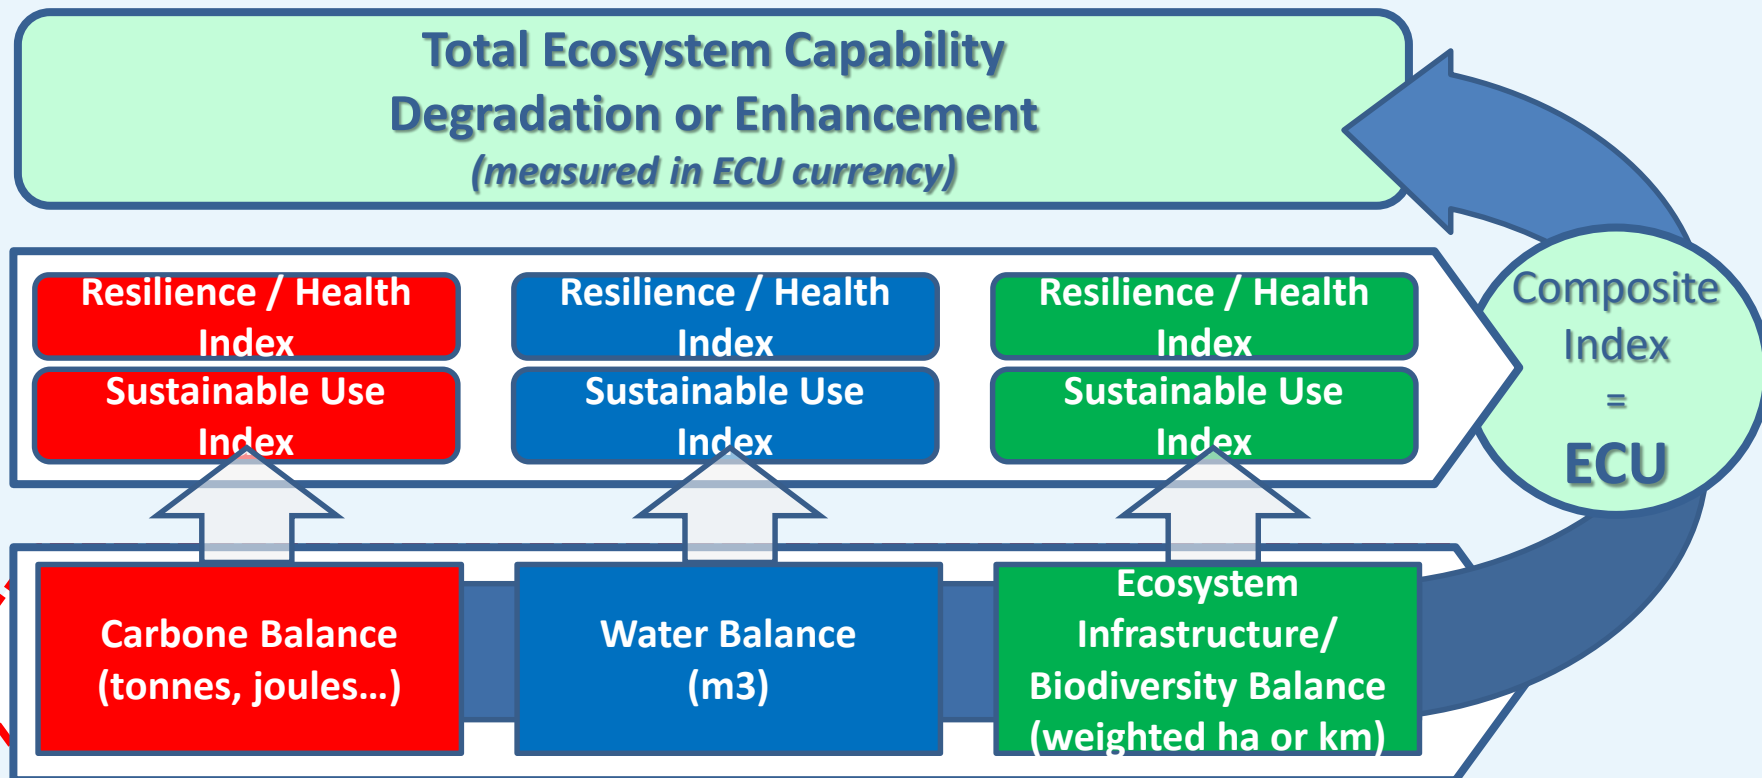 Total Ecosystem Capability
Degradation or Enhancement
(measured in ECU currency)
Resilience / Health
Index
Resilience / Health
Index
Resilience / Health
Index
Sustainable Use
Index
Sustainable Use
Index
Sustainable Use
Index
Composite
Index
=
ECU
Carbone Balance
(tonnes, joules...)
Water Balance
(m3)
Ecosystem
Infrastructure/
Biodiversity Balance
(weighted ha or km)